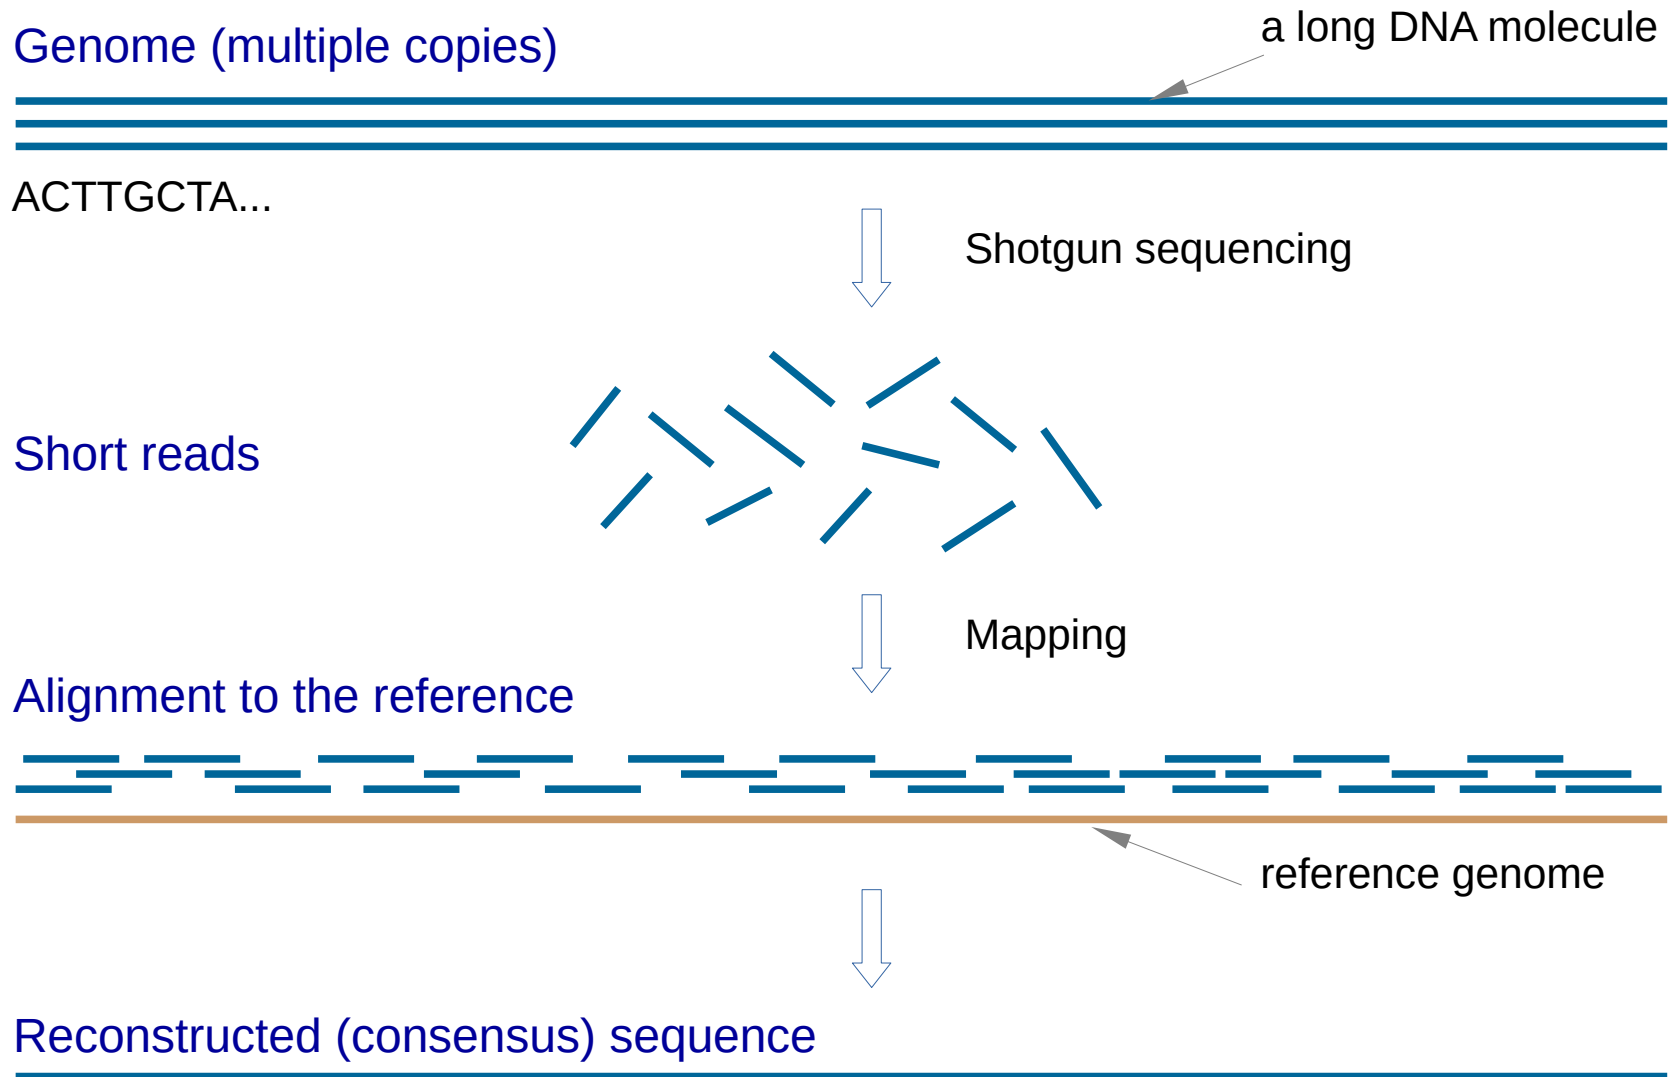 Genome (multiple copies)
a long DNA molecule
ACTTGCTA...
Shotgun sequencing
Short reads
Mapping
Alignment to the reference
reference genome
Reconstructed (consensus) sequence